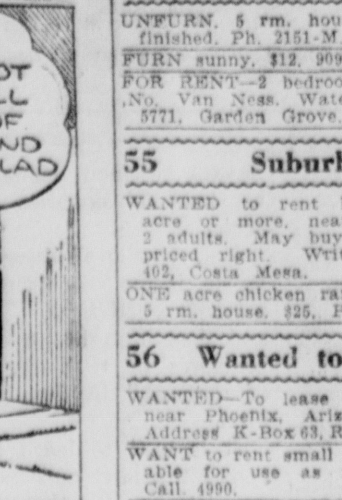 OT
LL
OF
ND
LAD
UNFURN. 5 rm. hou
finished. Ph. 2151-M.
FURN sunny, $12, 909
FOR RENT—2 bedroo
No. Van Ness. Wate
5771, Garden Grove.
55 Suburb
WANTED to rent
acre or more, nea
2 adults. May buy
priced right. Writ
402, Costa Mesa.
ONE acre chicken ra
5 rm. house. $25.
56 Wanted to
WANTED—To lease
near Phoenix, Ariz
Address K-Box 63, R
WANT to rent small
able for use as
Call 4990.